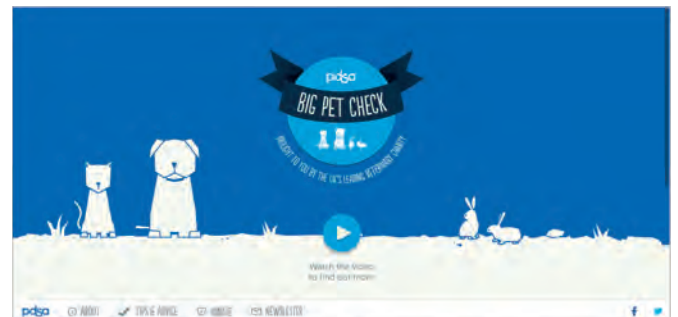 pdsa
BIG PET CHECK
BROUGHT TO YOU BY THE UK'S LEADING VETERINARY CHARITY
Watch the video
to find out more
pdsa ABOUT TIPS & ADVICE DONATE NEWSLETTER